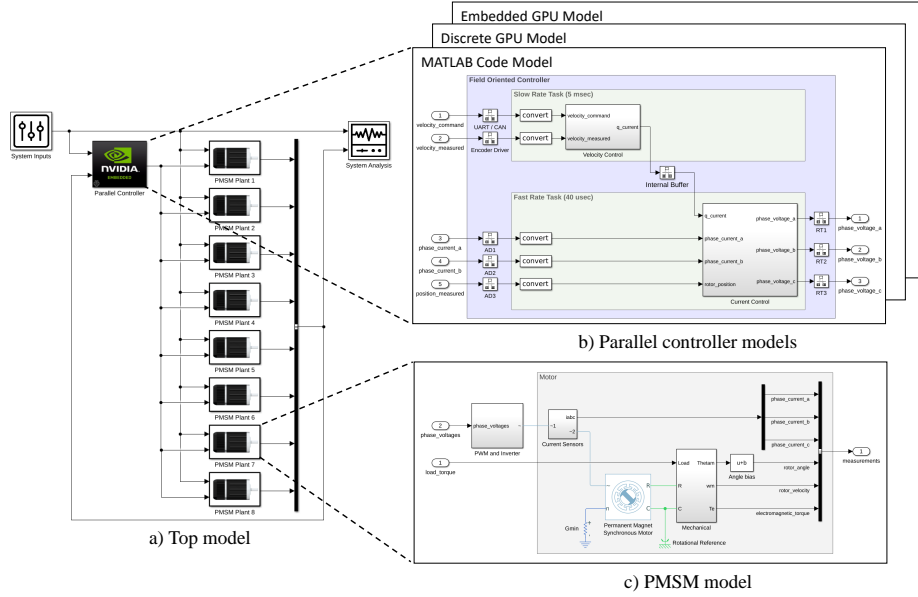 Embedded GPU Model
Discrete GPU Model
MATLAB Code Model
Field Oriented Controller
Slow Rate Task (5 msec)
1
velocity_command
UART / CAN
convert
velocity_command
q_current
2
velocity_measured
Encoder Driver
convert
velocity_measured
Velocity Control
Internal Buffer
Fast Rate Task (40 usec)
q_current
3
phase_current_a
AD1
convert
phase_current_a
4
phase_current_b
AD2
convert
phase_current_b
5
position_measured
AD3
convert
rotor_position
phase_voltage_a
phase_voltage_b
phase_voltage_c
Current Control
RT1
1
phase_voltage_a
RT2
2
phase_voltage_b
RT3
3
phase_voltage_c
b) Parallel controller models
System Inputs
NVIDIA.
EMBEDDED
Parallel Controller
System Analysis
PMSM Plant 1
PMSM Plant 2
PMSM Plant 3
PMSM Plant 4
PMSM Plant 5
PMSM Plant 6
PMSM Plant 7
PMSM Plant 8
a) Top model
Motor
2
phase_voltages
phase_voltages
~
PWM and Inverter
~1
iabc
~2
Current Sensors
1
load_torque
Load
Thetam
R
wm
C
Te
Mechanical
u+b
Angle bias
~
R
n
C
Permanent Magnet
Synchronous Motor
Gmin
Rotational Reference
phase_current_a
phase_current_b
phase_current_c
rotor_angle
rotor_velocity
electromagnetic_torque
1
measurements
c) PMSM model